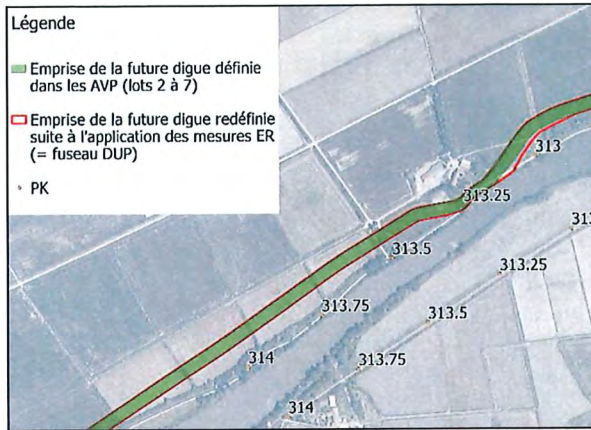 Légende
Emprise de la future digue définie
dans les AVP (lots 2 à 7)
Emprise de la future digue redéfinie
suite à l'application des mesures ER
(= fuseau DUP)
PK
313
313.25
313.5
313.75
314
313.25
313.5
313.75
314